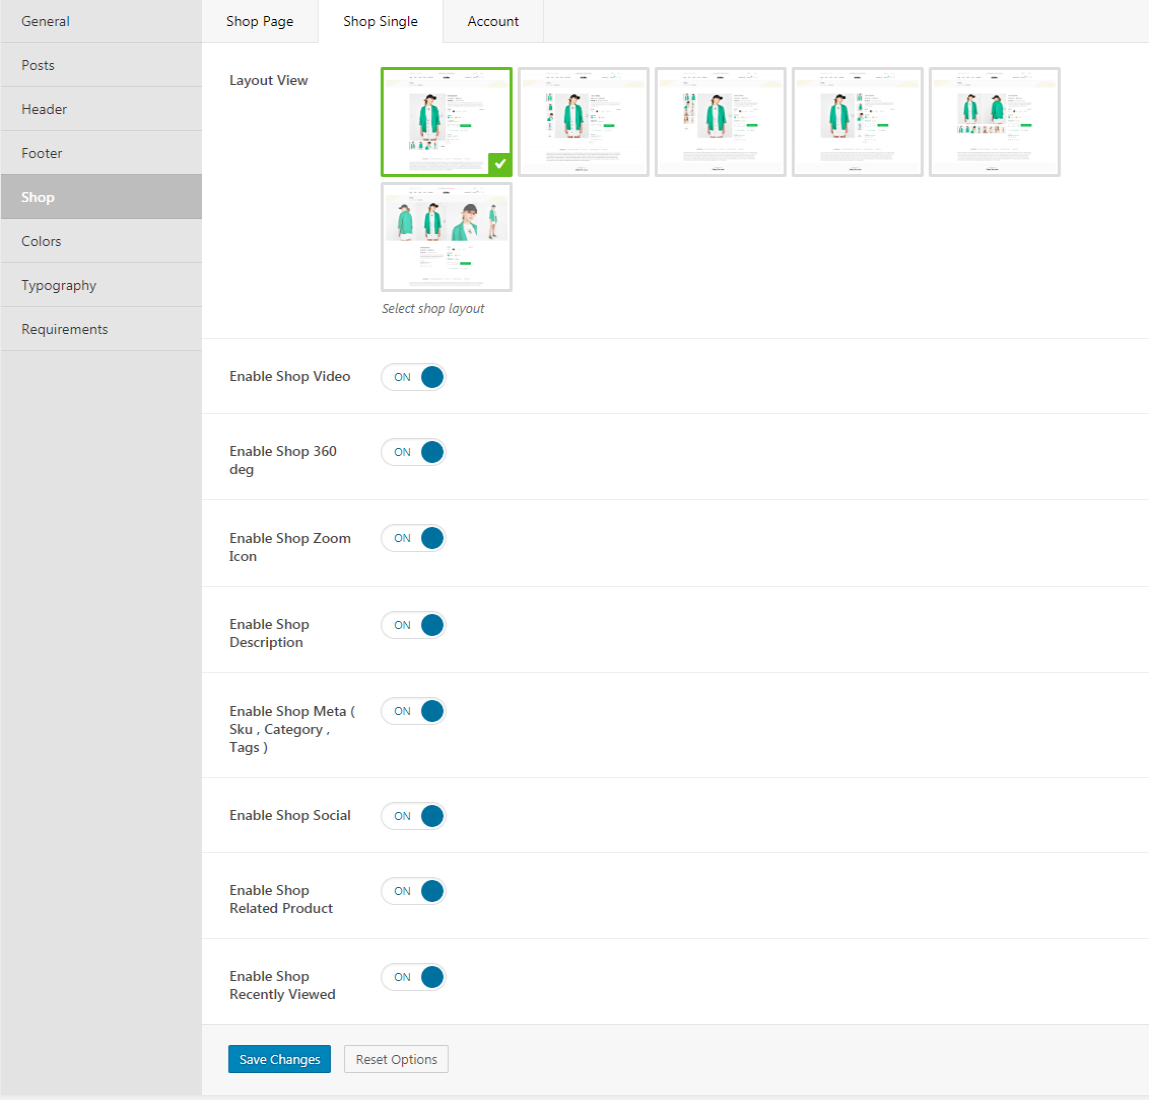 General
Posts
Header
Footer
Shop
Colors
Typography
Requirements
Shop Page
Shop Single
Account
Layout View
Select shop layout
Enable Shop Video
ON
Enable Shop 360
deg
ON
Enable Shop Zoom
Icon
ON
Enable Shop
Description
ON
Enable Shop Meta (
Sku , Category ,
Tags )
ON
Enable Shop Social
ON
Enable Shop
Related Product
ON
Enable Shop
Recently Viewed
ON
Save Changes
Reset Options